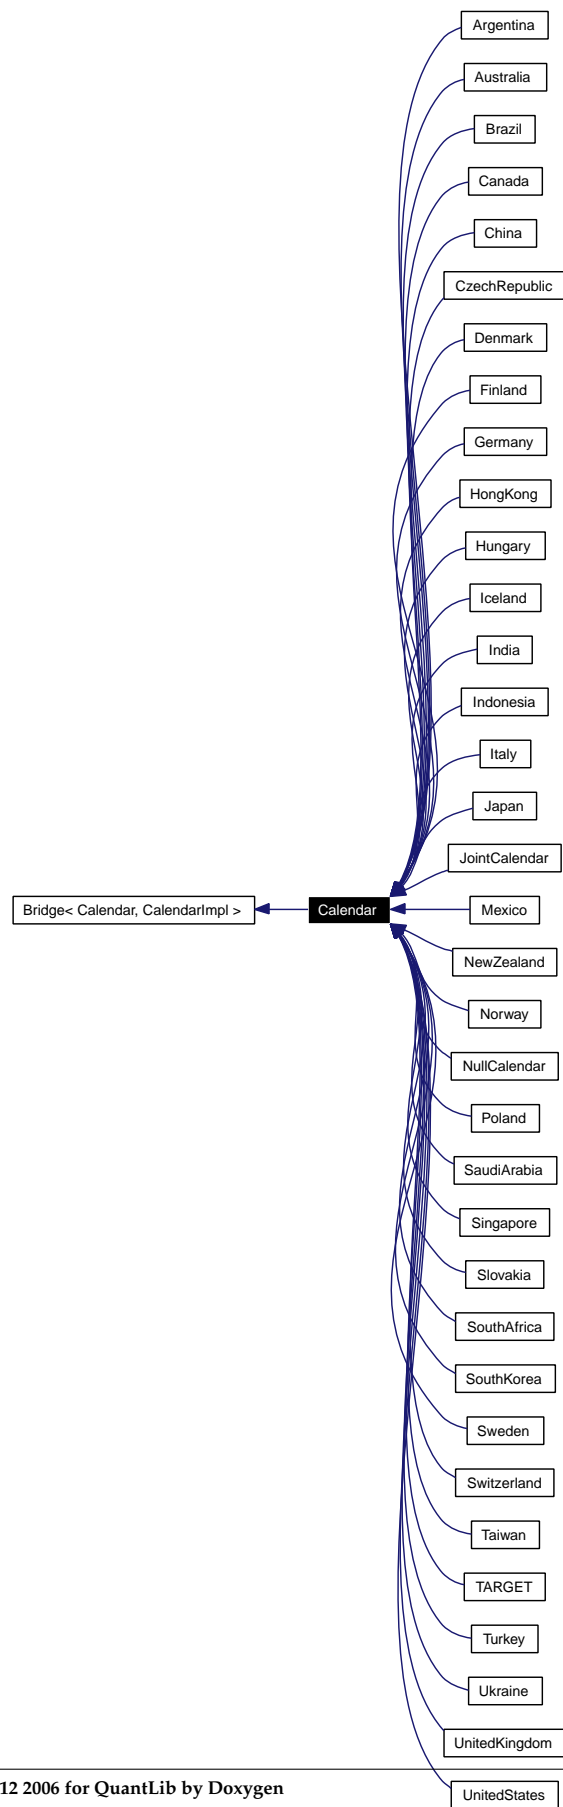 Argentina
Australia
Brazil
Canada
China
CzechRepublic
Denmark
Finland
Germany
HongKong
Hungary
Iceland
India
Indonesia
Italy
Japan
JointCalendar
Bridge< Calendar, CalendarImpl >
Calendar
Mexico
NewZealand
Norway
NullCalendar
Poland
SaudiArabia
Singapore
Slovakia
SouthAfrica
SouthKorea
Sweden
Switzerland
Taiwan
TARGET
Turkey
Ukraine
UnitedKingdom
12 2006 for QuantLib by Doxygen
UnitedStates